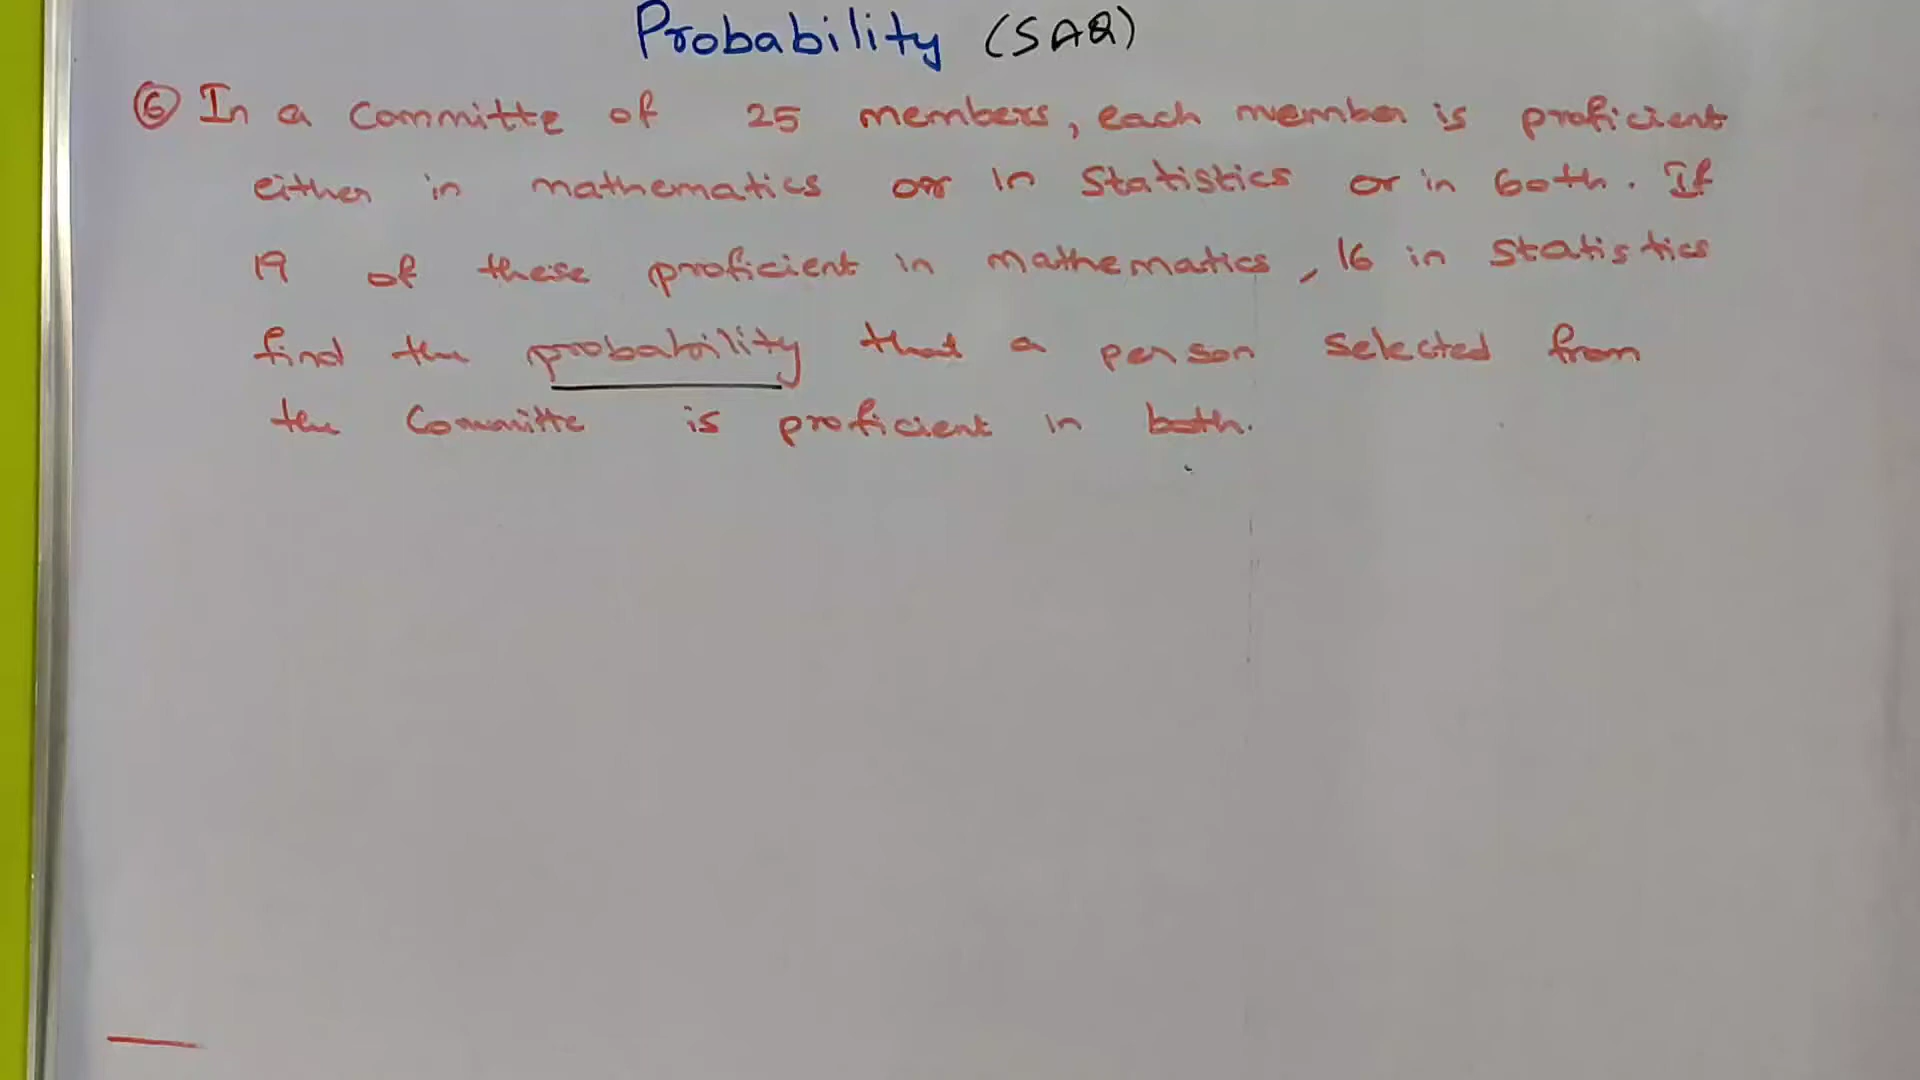 Probability (SAQ)
6 In a committe of 25 members, each member is proficient
either in mathematics or in Statistics or in both. If
19 of these proficient in mathematics, 16 in Statistics
find the probability that a person selected from
the Committe is proficient in both.